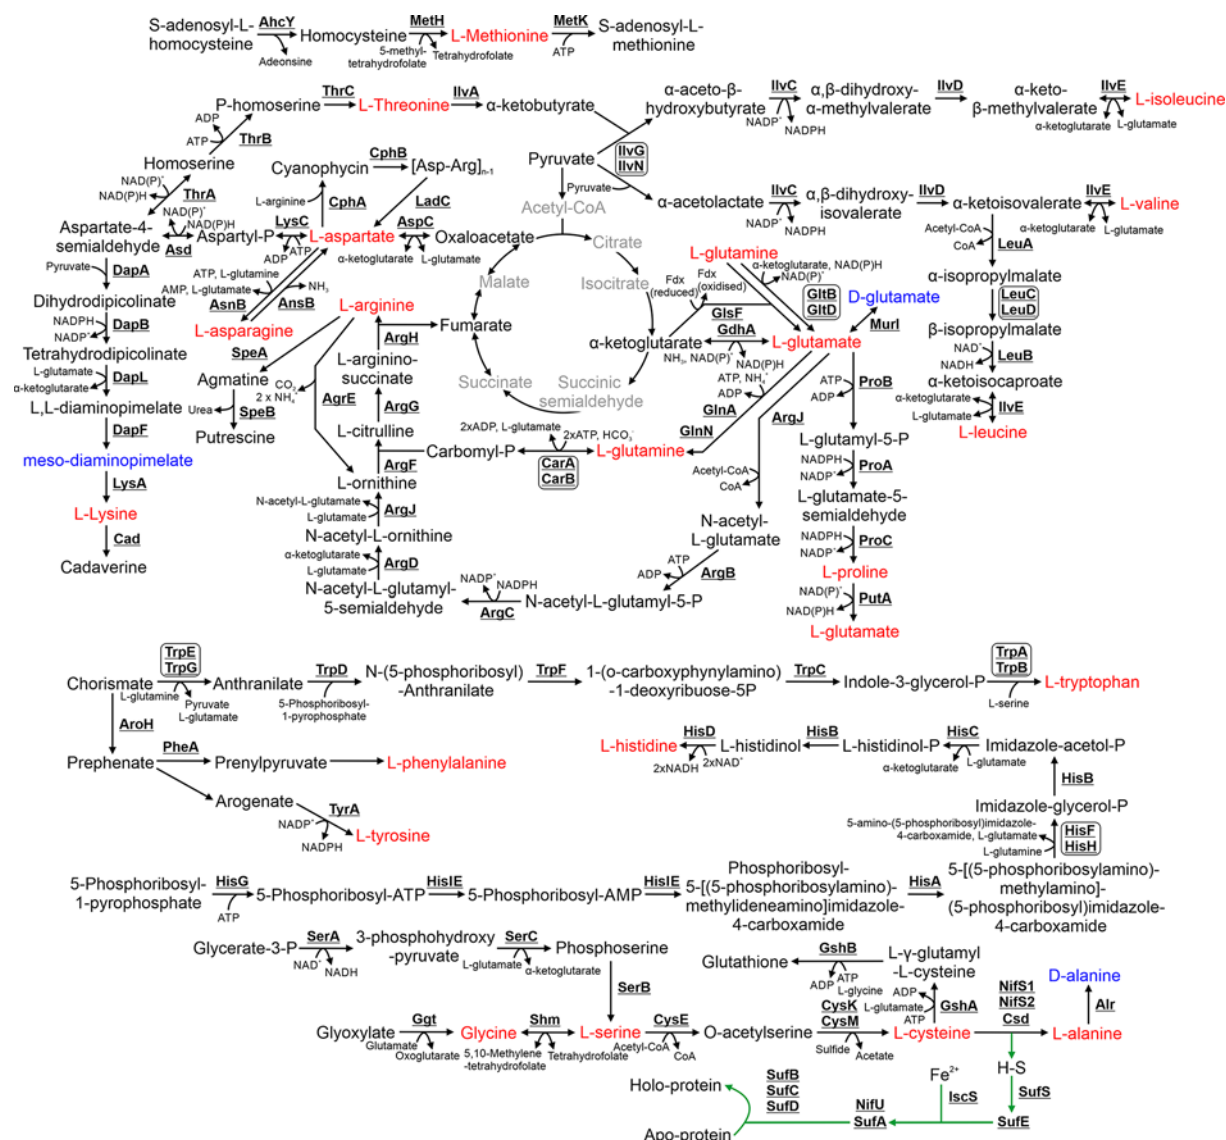 AhcY
MetH
MetK
S-adenosyl-L-
homocysteine
Homocysteine
L-Methionine
S-adenosyl-L-
methionine
Adeonsine
5-methyl-
tetrahydrofolate
Tetrahydrofolate
ATP
P-homoserine
ThrC
L-Threonine
IlvA
α-ketobutyrate
α-aceto-β-
hydroxybutyrate
IlvC
NADP⁺
NADPH
α,β-dihydroxy-
α-methylvalerate
IlvD
α-keto-
β-methylvalerate
IlvE
α-ketoglutarate
L-glutamate
L-isoleucine
ADP
ATP
ThrB
Homoserine
NAD(P)⁺
NAD(P)H
ThrA
Aspartate-4-
semialdehyde
NAD(P)⁺
NAD(P)H
Asd
Aspartyl-P
LysC
ADP
ATP
L-aspartate
Cyanophycin
CphB
[Asp-Arg]n-1
L-arginine
CphA
LadC
AspC
α-ketoglutarate
L-glutamate
Oxaloacetate
Pyruvate
IlvG
IlvN
Pyruvate
α-acetolactate
IlvC
NADP⁺
NADPH
α,β-dihydroxy-
isovalerate
IlvD
α-ketoisovalerate
IlvE
α-ketoglutarate
L-glutamate
L-valine
Acetyl-CoA
Citrate
Isocitrate
Malate
Fumarate
Succinate
Succinic
semialdehyde
α-ketoglutarate
Pyruvate
DapA
Dihydrodipicolinate
NADPH
NADP⁺
DapB
Tetrahydrodipicolinate
L-glutamate
α-ketoglutarate
DapL
L,L-diaminopimelate
DapF
meso-diaminopimelate
LysA
L-Lysine
Cad
Cadaverine
ATP, L-glutamine
AMP, L-glutamate
AsnB
NH₃
AnsB
L-asparagine
L-arginine
SpeA
Agmatine
Urea
SpeB
Putrescine
CO₂
2 x NH₄⁺
AgrE
ArgH
L-arginino-
succinate
ArgG
L-citrulline
ArgF
L-ornithine
N-acetyl-L-glutamate
L-glutamate
ArgJ
N-acetyl-L-ornithine
α-ketoglutarate
L-glutamate
ArgD
N-acetyl-L-glutamyl-
5-semialdehyde
NADP⁺
NADPH
ArgC
N-acetyl-L-glutamyl-5-P
ATP
ADP
ArgB
N-acetyl-
L-glutamate
Acetyl-CoA
CoA
ArgJ
Carbomyl-P
2xADP, L-glutamate
2xATP, HCO₃⁻
CarA
CarB
L-glutamine
GlnA
GlnN
ATP, NH₄⁺
ADP
L-glutamine
α-ketoglutarate, NAD(P)H
NAD(P)⁺
GltB
GltD
Fdx
(reduced)
Fdx
(oxidised)
GlsF
GdhA
NH₃, NAD(P)⁺
NAD(P)H
L-glutamate
D-glutamate
MurI
ATP
ADP
ProB
L-glutamyl-5-P
NADPH
NADP⁺
ProA
L-glutamate-5-
semialdehyde
NADPH
NADP⁺
ProC
L-proline
NAD(P)⁺
NAD(P)H
PutA
L-glutamate
Acetyl-CoA
CoA
LeuA
α-isopropylmalate
LeuC
LeuD
β-isopropylmalate
NAD⁺
NADH
LeuB
α-ketoisocaproate
α-ketoglutarate
L-glutamate
IlvE
L-leucine
Chorismate
TrpE
TrpG
L-glutamine
Pyruvate
L-glutamate
Anthranilate
TrpD
5-Phosphoribosyl-
1-pyrophosphate
N-(5-phosphoribosyl)
-Anthranilate
TrpF
1-(o-carboxyphynylamino)
-1-deoxyribuose-5P
TrpC
Indole-3-glycerol-P
TrpA
TrpB
L-serine
L-tryptophan
AroH
Prephenate
PheA
Prenylpyruvate
L-phenylalanine
Arogenate
TyrA
NADP⁺
NADPH
L-tyrosine
L-histidine
HisD
2xNADH
2xNAD⁺
L-histidinol
HisB
L-histidinol-P
HisC
α-ketoglutarate
L-glutamate
Imidazole-acetol-P
HisB
Imidazole-glycerol-P
5-amino-(5-phosphoribosyl)imidazole-
4-carboxamide, L-glutamate
L-glutamine
HisF
HisH
5-Phosphoribosyl-
1-pyrophosphate
HisG
ATP
5-Phosphoribosyl-ATP
HisIE
5-Phosphoribosyl-AMP
HisIE
Phosphoribosyl-
5-[(5-phosphoribosylamino)-
methylideneamino]imidazole-
4-carboxamide
HisA
5-[(5-phosphoribosylamino)-
methylamino]-
(5-phosphoribosyl)imidazole-
4-carboxamide
Glycerate-3-P
SerA
NAD⁺
NADH
3-phosphohydroxy
-pyruvate
SerC
L-glutamate
α-ketoglutarate
Phosphoserine
SerB
Glyoxylate
Ggt
Glutamate
Oxoglutarate
Glycine
Shm
5,10-Methylene
-tetrahydrofolate
Tetrahydrofolate
L-serine
CysE
Acetyl-CoA
CoA
O-acetylserine
CysK
CysM
Sulfide
Acetate
L-cysteine
Glutathione
GshB
ADP
ATP
L-glycine
L-γ-glutamyl
-L-cysteine
ADP
L-glutamate
ATP
GshA
NifS1
NifS2
Csd
L-alanine
Alr
D-alanine
H-S
SufS
SufE
Fe²⁺
IscS
NifU
SufA
SufB
SufC
SufD
Holo-protein
Apo-protein